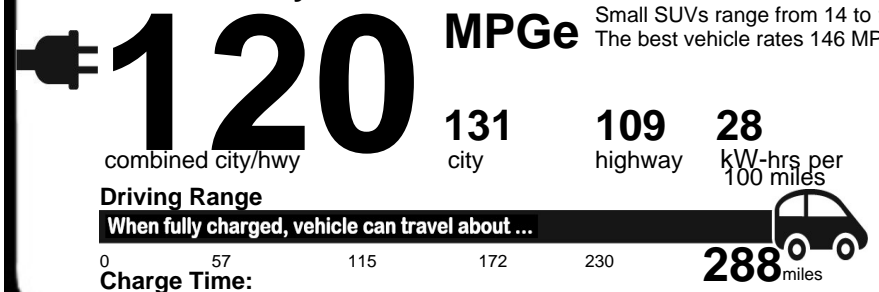 Small SUVs range from 14 to
120 MPGe The best vehicle rates 146 MP
131 109 28
combined city/hwy city highway kW-hrs per
100 miles
Driving Range
When fully charged, vehicle can travel about ...
0 57 115 172 230 288 miles
Charge Time: